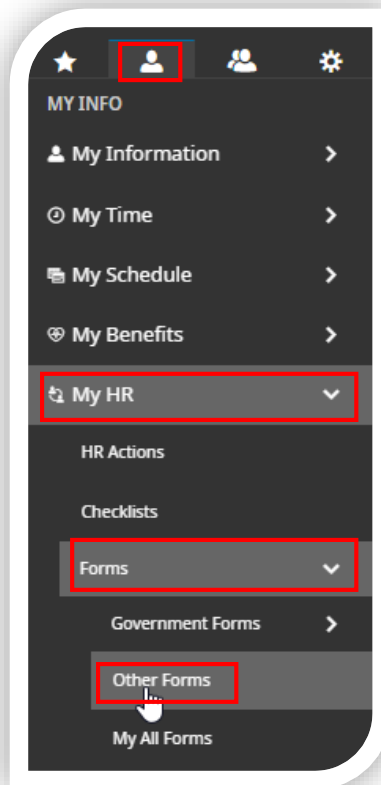 MY INFO
My Information
My Time
My Schedule
My Benefits
My HR
HR Actions
Checklists
Forms
Government Forms
Other Forms
My All Forms